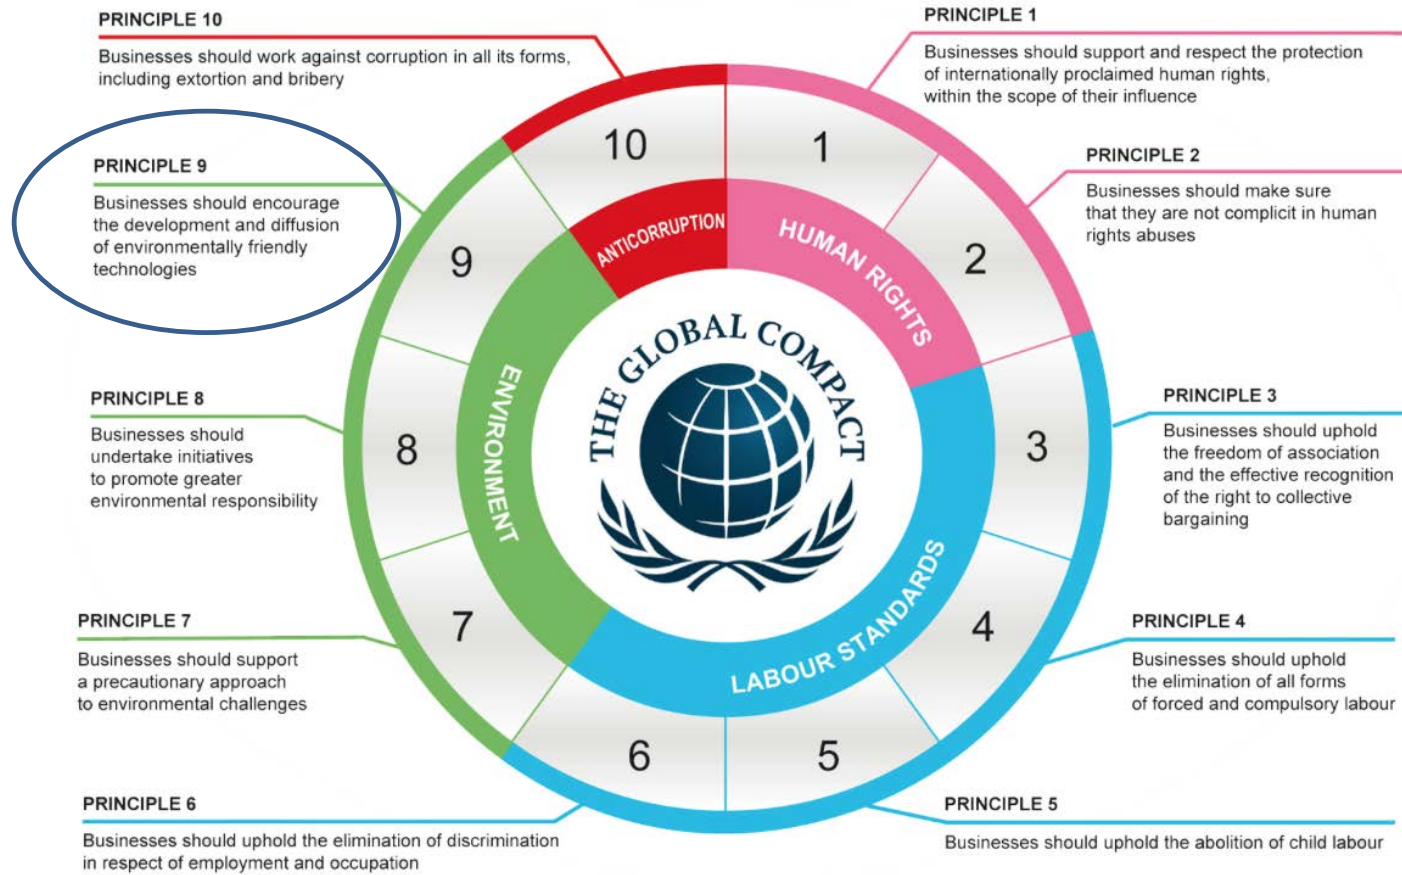 PRINCIPLE 10
Businesses should work against corruption in all its forms,
including extortion and bribery
PRINCIPLE 1
Businesses should support and respect the protection
of internationally proclaimed human rights,
within the scope of their influence
PRINCIPLE 9
Businesses should encourage
the development and diffusion
of environmentally friendly
technologies
PRINCIPLE 2
Businesses should make sure
that they are not complicit in human
rights abuses
PRINCIPLE 8
Businesses should
undertake initiatives
to promote greater
environmental responsibility
PRINCIPLE 3
Businesses should uphold
the freedom of association
and the effective recognition
of the right to collective
bargaining
PRINCIPLE 7
Businesses should support
a precautionary approach
to environmental challenges
PRINCIPLE 4
Businesses should uphold
the elimination of all forms
of forced and compulsory labour
PRINCIPLE 6
Businesses should uphold the elimination of discrimination
in respect of employment and occupation
PRINCIPLE 5
Businesses should uphold the abolition of child labour
10
1
9
2
8
3
7
4
6
5
ANTICORRUPTION
HUMAN RIGHTS
ENVIRONMENT
LABOUR STANDARDS
THE GLOBAL COMPACT